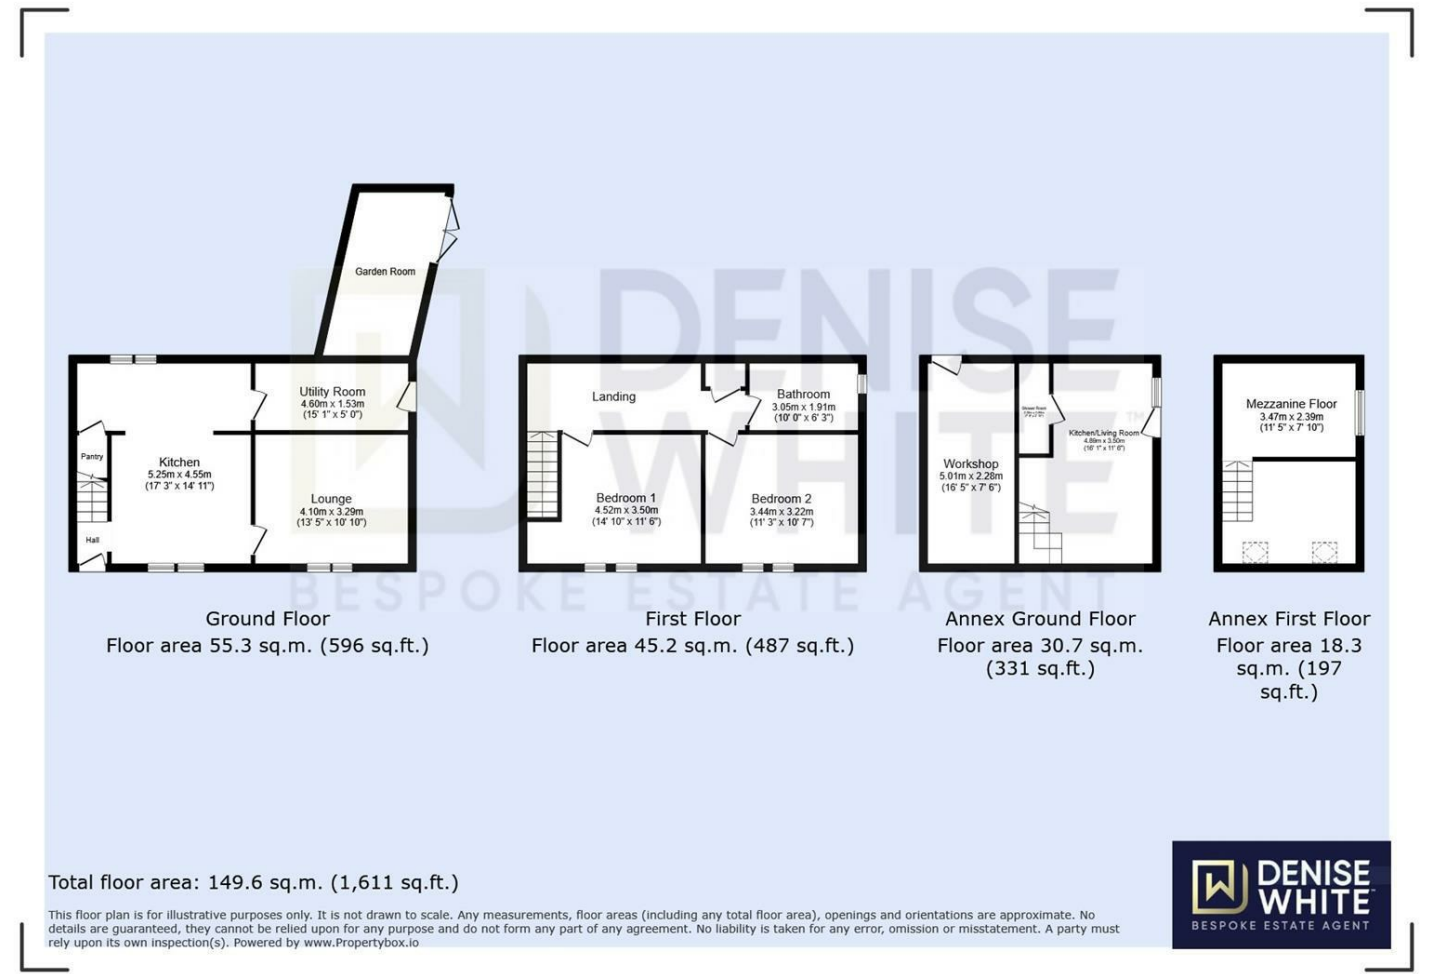 Garden Room
Utility Room
4.60m x 1.53m
(15' 1" x 5' 0")
Pantry
Kitchen
5.25m x 4.55m
(17' 3" x 14' 11")
Lounge
4.10m x 3.29m
(13' 5" x 10' 10")
Hall
Ground Floor
Floor area 55.3 sq.m. (596 sq.ft.)
Landing
Bathroom
3.05m x 1.91m
(10' 0" x 6' 3")
Bedroom 1
4.52m x 3.50m
(14' 10" x 11' 6")
Bedroom 2
3.44m x 3.22m
(11' 3" x 10' 7")
First Floor
Floor area 45.2 sq.m. (487 sq.ft.)
Workshop
5.01m x 2.28m
(16' 5" x 7' 6")
Kitchen/Living Room
4.89m x 3.50m
(16' 1" x 11' 6")
Annex Ground Floor
Floor area 30.7 sq.m.
(331 sq.ft.)
Mezzanine Floor
3.47m x 2.39m
(11' 5" x 7' 10")
Annex First Floor
Floor area 18.3
sq.m. (197
sq.ft.)
DENISE
WHITE™
BESPOKE ESTATE AGENT
Total floor area: 149.6 sq.m. (1,611 sq.ft.)
This floor plan is for illustrative purposes only. It is not drawn to scale. Any measurements, floor areas (including any total floor area), openings and orientations are approximate. No
details are guaranteed, they cannot be relied upon for any purpose and do not form any part of any agreement. No liability is taken for any error, omission or misstatement. A party must
rely upon its own inspection(s). Powered by www.Propertybox.io
DENISE
WHITE
BESPOKE ESTATE AGENT